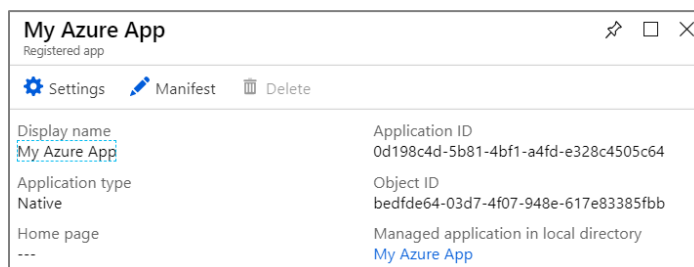 My Azure App
Registered app
Settings Manifest Delete
Display name
My Azure App
Application ID
0d198c4d-5b81-4bf1-a4fd-e328c4505c64
Application type
Native
Object ID
bedfde64-03d7-4f07-948e-617e83385fbb
Home page
---
Managed application in local directory
My Azure App